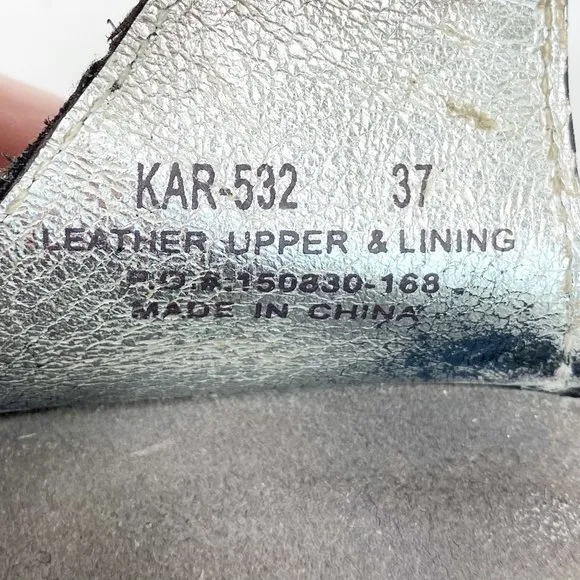 KAR-532 37
LEATHER UPPER & LINING
P.O #.150830-168
MADE IN CHINA